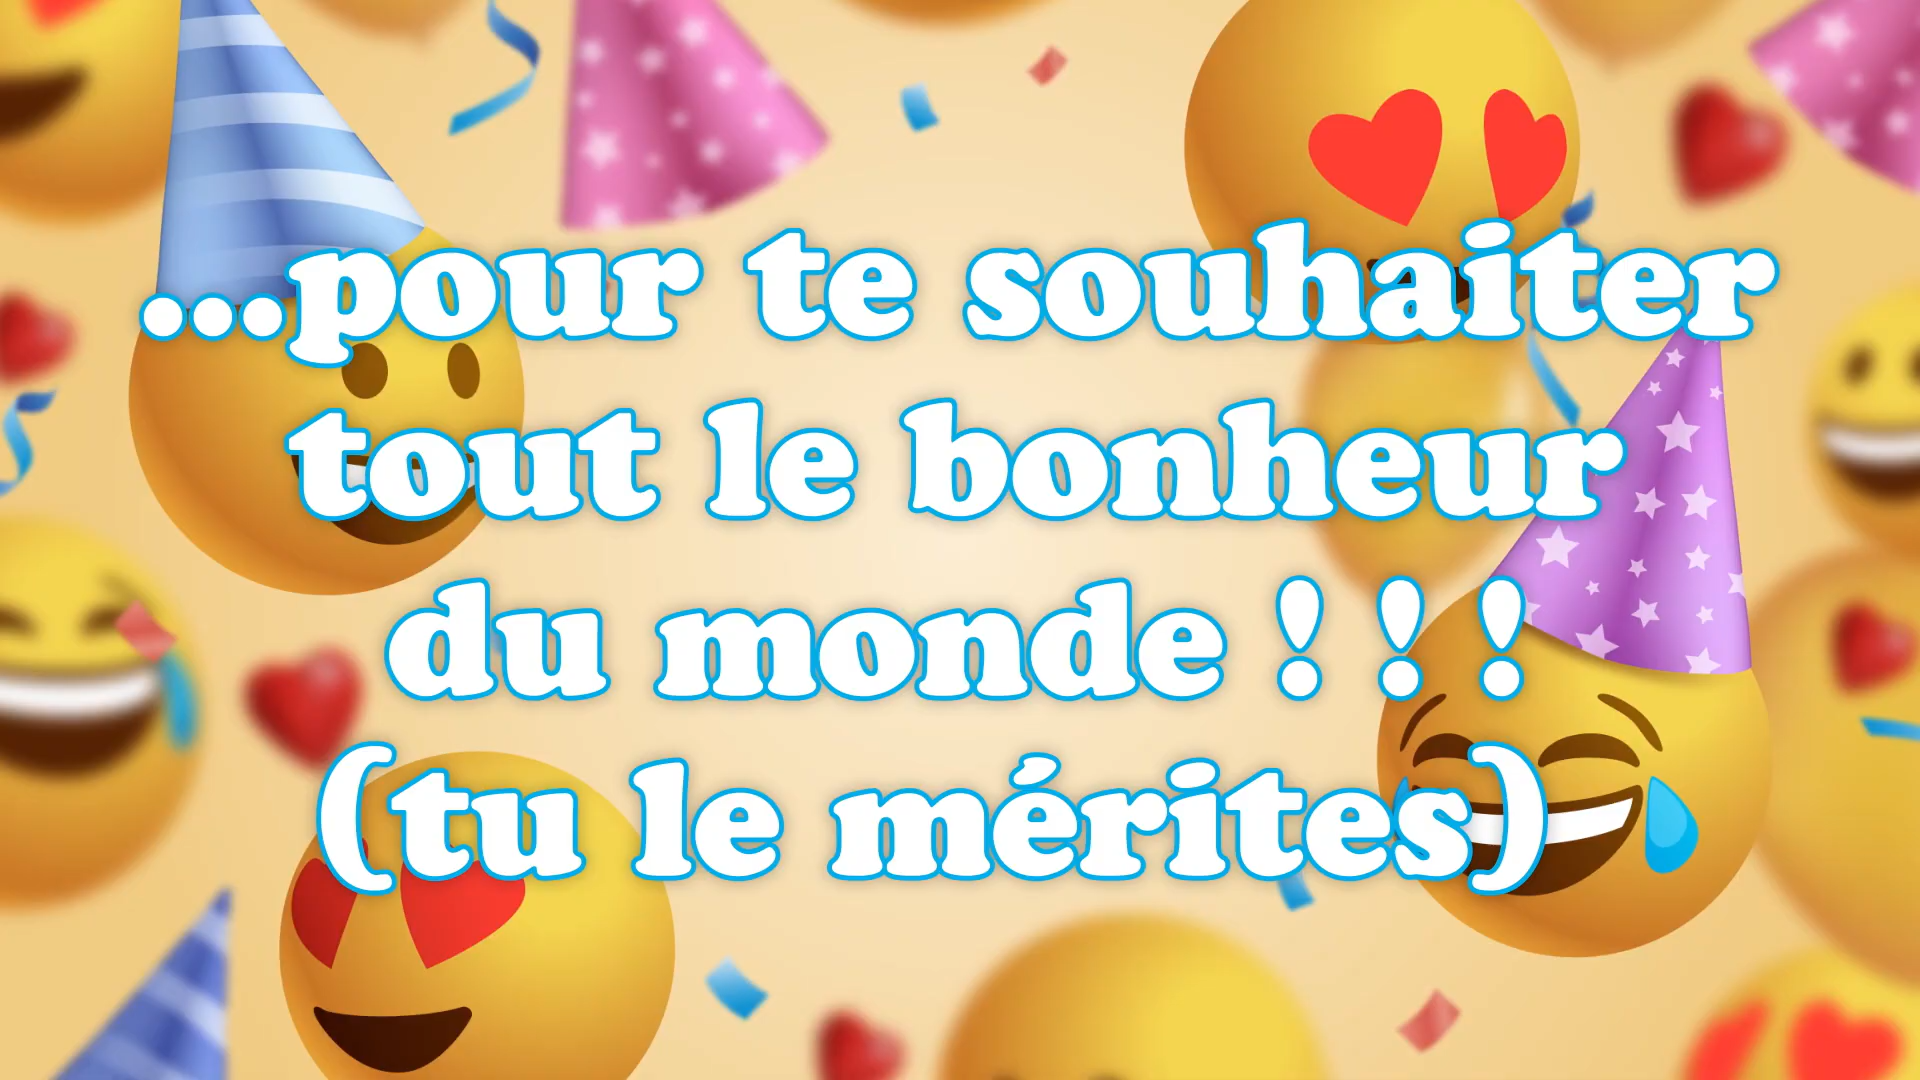 ...pour te souhaiter
tout le bonheur
du monde ! ! !
(tu le mérites)